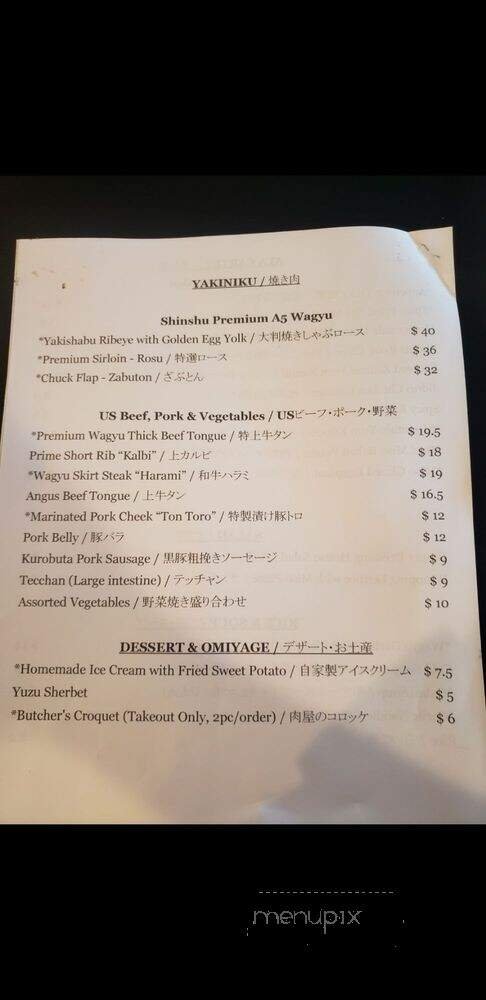 YAKINIKU / 焼き肉
Shinshu Premium A5 Wagyu
*Yakishabu Ribeye with Golden Egg Yolk / 大判焼きしゃぶロース $ 40
*Premium Sirloin - Rosu / 特選ロース $ 36
*Chuck Flap - Zabuton / ざぶとん $ 32
US Beef, Pork & Vegetables / USビーフ・ポーク・野菜
*Premium Wagyu Thick Beef Tongue / 特上牛タン $ 19.5
Prime Short Rib “Kalbi” / 上カルビ $ 18
*Wagyu Skirt Steak “Harami” / 和牛ハラミ $ 19
Angus Beef Tongue / 上牛タン $ 16.5
*Marinated Pork Cheek “Ton Toro” / 特製漬け豚トロ $ 12
Pork Belly / 豚バラ $ 12
Kurobuta Pork Sausage / 黒豚粗挽きソーセージ $ 9
Tecchan (Large intestine) / テッチャン $ 9
Assorted Vegetables / 野菜焼き盛り合わせ $ 10
DESSERT & OMIYAGE / デザート・お土産
*Homemade Ice Cream with Fried Sweet Potato / 自家製アイスクリーム $ 7.5
Yuzu Sherbet $ 5
*Butcher's Croquet (Takeout Only, 2pc/order) / 肉屋のコロッケ $ 6
menupix